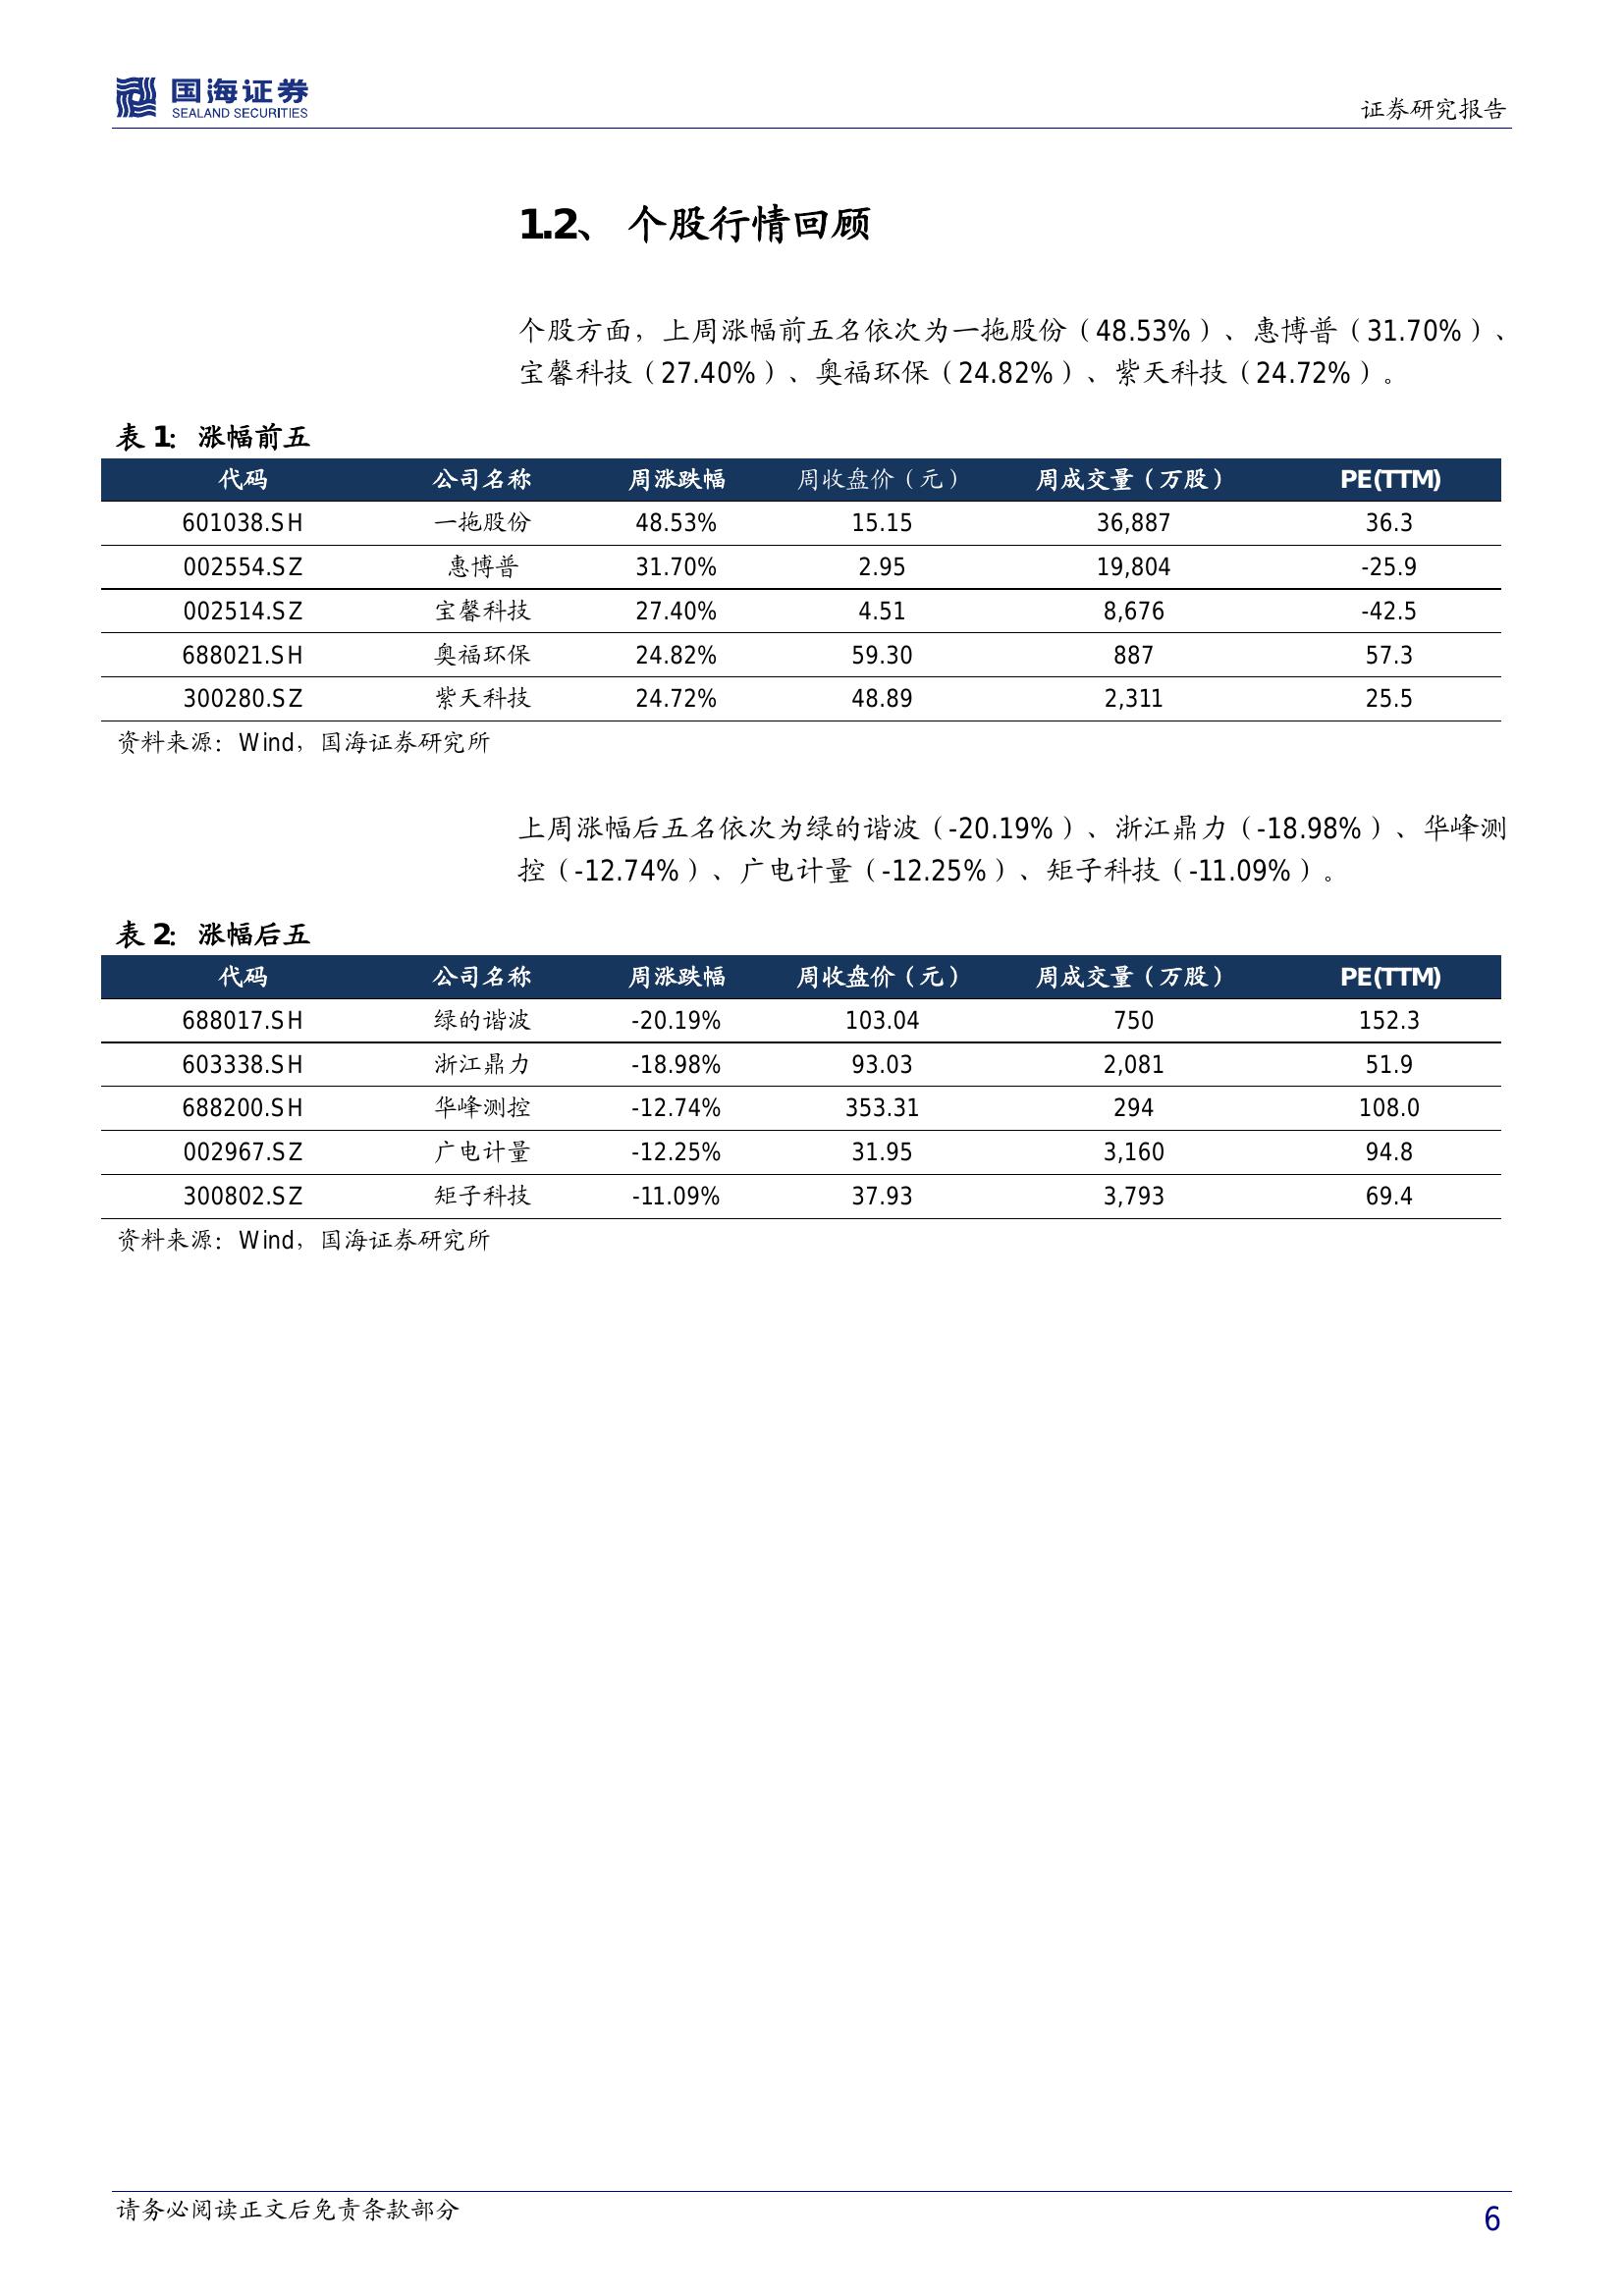 国海证券
SEALAND SECURITIES
证券研究报告
1.2、 个股行情回顾
个股方面，上周涨幅前五名依次为一拖股份（48.53%）、惠博普（31.70%）、
宝馨科技（27.40%）、奥福环保（24.82%）、紫天科技（24.72%）。
表 1：涨幅前五
代码 公司名称 周涨跌幅 周收盘价（元） 周成交量（万股） PE(TTM)
601038.SH 一拖股份 48.53% 15.15 36,887 36.3
002554.SZ 惠博普 31.70% 2.95 19,804 -25.9
002514.SZ 宝馨科技 27.40% 4.51 8,676 -42.5
688021.SH 奥福环保 24.82% 59.30 887 57.3
300280.SZ 紫天科技 24.72% 48.89 2,311 25.5
资料来源：Wind，国海证券研究所
上周涨幅后五名依次为绿的谐波（-20.19%）、浙江鼎力（-18.98%）、华峰测
控（-12.74%）、广电计量（-12.25%）、矩子科技（-11.09%）。
表 2：涨幅后五
代码 公司名称 周涨跌幅 周收盘价（元） 周成交量（万股） PE(TTM)
688017.SH 绿的谐波 -20.19% 103.04 750 152.3
603338.SH 浙江鼎力 -18.98% 93.03 2,081 51.9
688200.SH 华峰测控 -12.74% 353.31 294 108.0
002967.SZ 广电计量 -12.25% 31.95 3,160 94.8
300802.SZ 矩子科技 -11.09% 37.93 3,793 69.4
资料来源：Wind，国海证券研究所
请务必阅读正文后免责条款部分
6